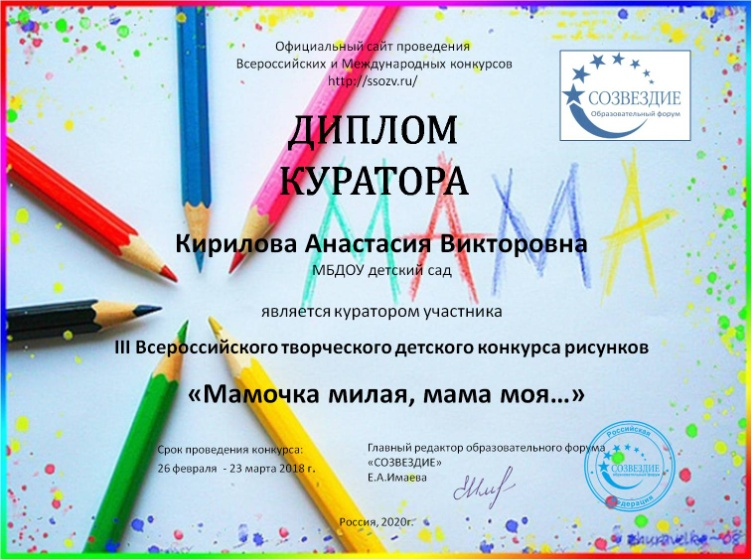 Официальный сайт проведения
Всероссийских и Международных конкурсов
http://ssozv.ru/
СОЗВЕЗДИЕ
Образовательный форум
ДИПЛОМ
КУРАТОРА
МАМА
Кирилова Анастасия Викторовна
МБДОУ детский сад
является куратором участника
III Всероссийского творческого детского конкурса рисунков
«Мамочка милая, мама моя…»
Срок проведения конкурса:
26 февраля - 23 марта 2018 г.
Главный редактор образовательного форума
«СОЗВЕЗДИЕ»
Е.А.Имаева
Российская
СОЗВЕЗДИЕ
Федерация
Россия, 2020г.